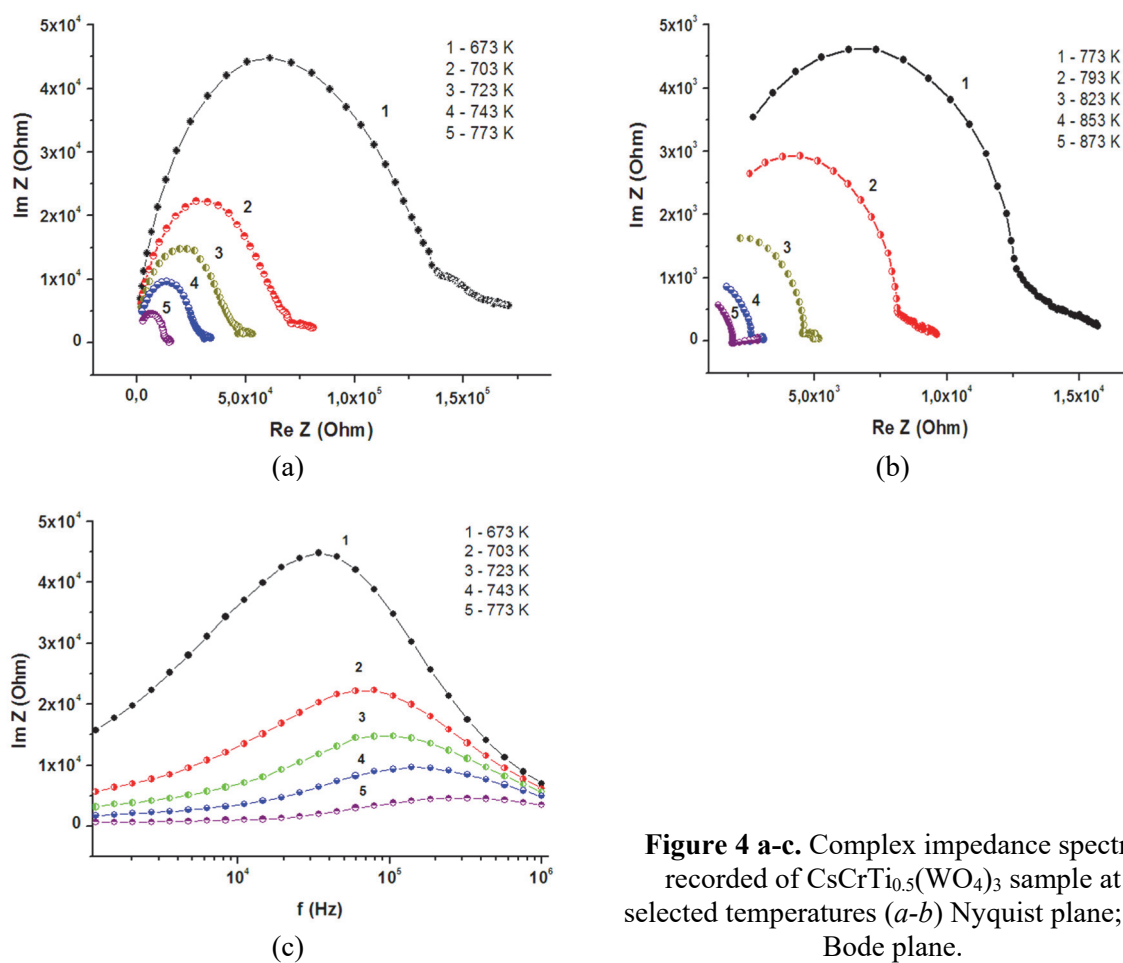 5x10⁴
4x10⁴
3x10⁴
2x10⁴
1x10⁴
0
Im Z (Ohm)
1 - 673 K
2 - 703 K
3 - 723 K
4 - 743 K
5 - 773 K
1
2
3
4
5
0,0
5,0x10⁴
1,0x10⁵
1,5x10⁵
Re Z (Ohm)
(a)
5x10³
4x10³
3x10³
2x10³
1x10³
0
Im Z (Ohm)
1 - 773 K
2 - 793 K
3 - 823 K
4 - 853 K
5 - 873 K
1
2
3
4
5
5,0x10³
1,0x10⁴
1,5x10⁴
Re Z (Ohm)
(b)
5x10⁴
4x10⁴
3x10⁴
2x10⁴
1x10⁴
0
Im Z (Ohm)
1 - 673 K
2 - 703 K
3 - 723 K
4 - 743 K
5 - 773 K
1
2
3
4
5
10⁴
10⁵
10⁶
f (Hz)
(c)
Figure 4 a-c. Complex impedance spectr
recorded of CsCrTi₀.₅(WO₄)₃ sample at
selected temperatures (a-b) Nyquist plane;
Bode plane.